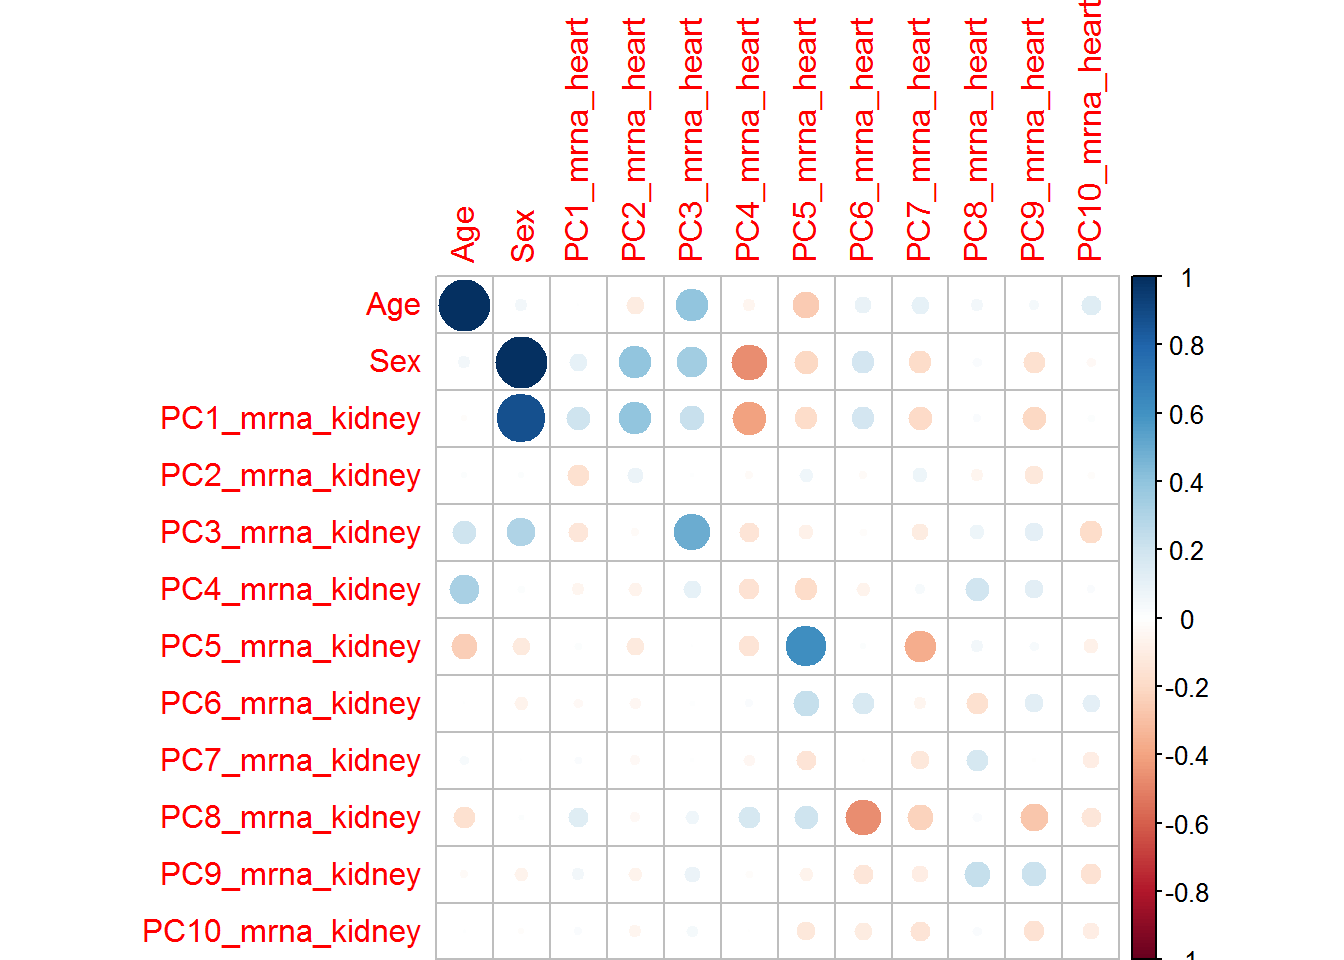 Age
Sex
PC1_mrna_heart
PC2_mrna_heart
PC3_mrna_heart
PC4_mrna_heart
PC5_mrna_heart
PC6_mrna_heart
PC7_mrna_heart
PC8_mrna_heart
PC9_mrna_heart
PC10_mrna_heart
Age
Sex
PC1_mrna_kidney
PC2_mrna_kidney
PC3_mrna_kidney
PC4_mrna_kidney
PC5_mrna_kidney
PC6_mrna_kidney
PC7_mrna_kidney
PC8_mrna_kidney
PC9_mrna_kidney
PC10_mrna_kidney
1
0.8
0.6
0.4
0.2
0
-0.2
-0.4
-0.6
-0.8
-1